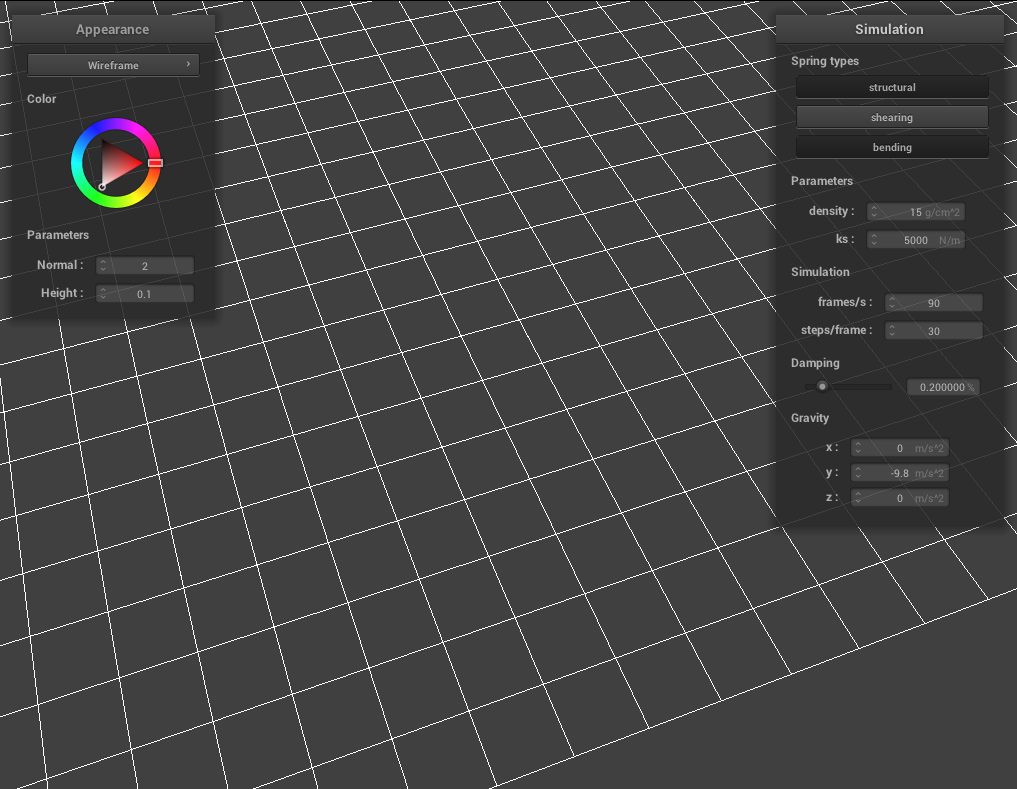 Appearance
Wireframe ›
Color
Parameters
Normal : 2
Height : 0.1
Simulation
Spring types
structural
shearing
bending
Parameters
density : 15 g/cm^2
ks : 5000 N/m
Simulation
frames/s : 90
steps/frame : 30
Damping
0.200000 %
Gravity
x : 0 m/s^2
y : -9.8 m/s^2
z : 0 m/s^2